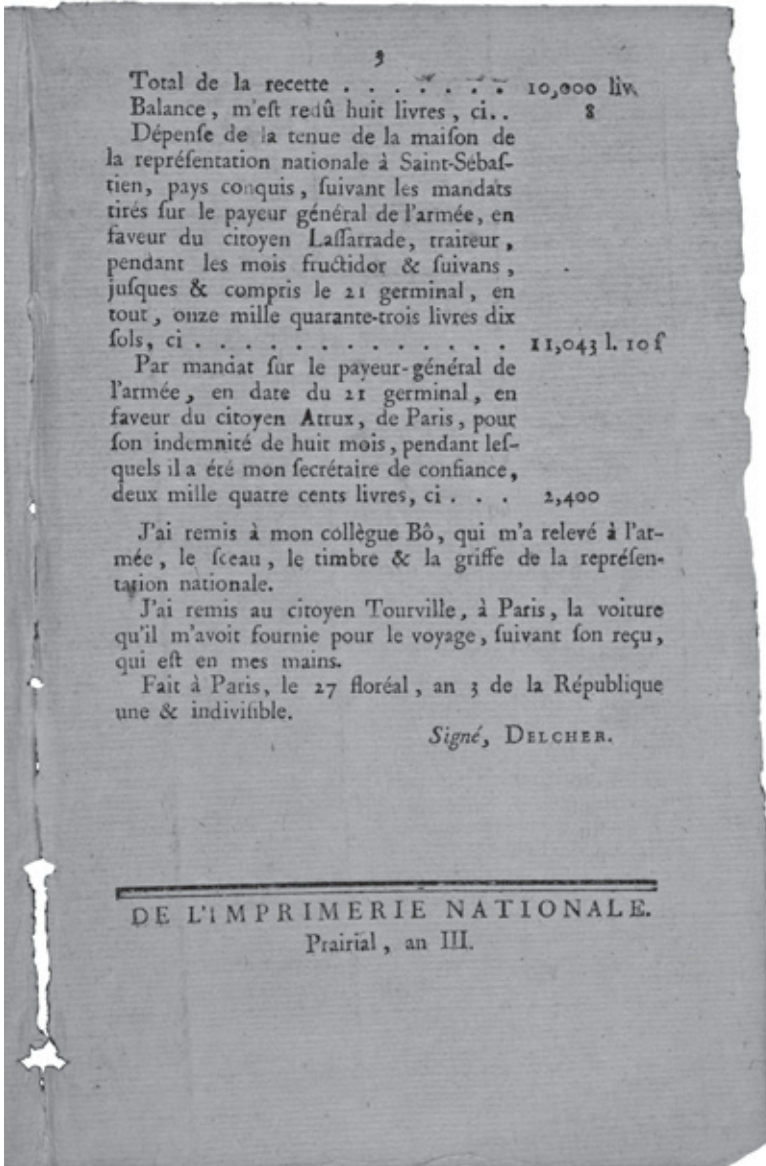 3
Total de la recette . . . . . . . 10,000 liv.
Balance, m'eſt redû huit livres, ci.. 8
Dépenſe de la tenue de la maiſon de
la repréſentation nationale à Saint-Sébaſ-
tien, pays conquis, ſuivant les mandats
tirés ſur le payeur général de l'armée, en
faveur du citoyen Laſſarrade, traiteur,
pendant les mois fructidor & ſuivans,
juſques & compris le 21 germinal, en
tout, onze mille quarante-trois livres dix
ſols, ci . . . . . . . . . . . . . 11,043 l. 10 ſ
Par mandat ſur le payeur-général de
l'armée, en date du 21 germinal, en
faveur du citoyen Atrux, de Paris, pour
ſon indemnité de huit mois, pendant leſ-
quels il a été mon ſecrétaire de confiance,
deux mille quatre cents livres, ci . . . 2,400
J'ai remis à mon collègue Bô, qui m'a relevé à l'ar-
mée, le ſceau, le timbre & la griffe de la repréſen-
tation nationale.
J'ai remis au citoyen Tourville, à Paris, la voiture
qu'il m'avoit fournie pour le voyage, ſuivant ſon reçu,
qui eſt en mes mains.
Fait à Paris, le 27 floréal, an 3 de la République
une & indiviſible.
Signé, DELCHER.
DE L'IMPRIMERIE NATIONALE.
Prairial, an III.